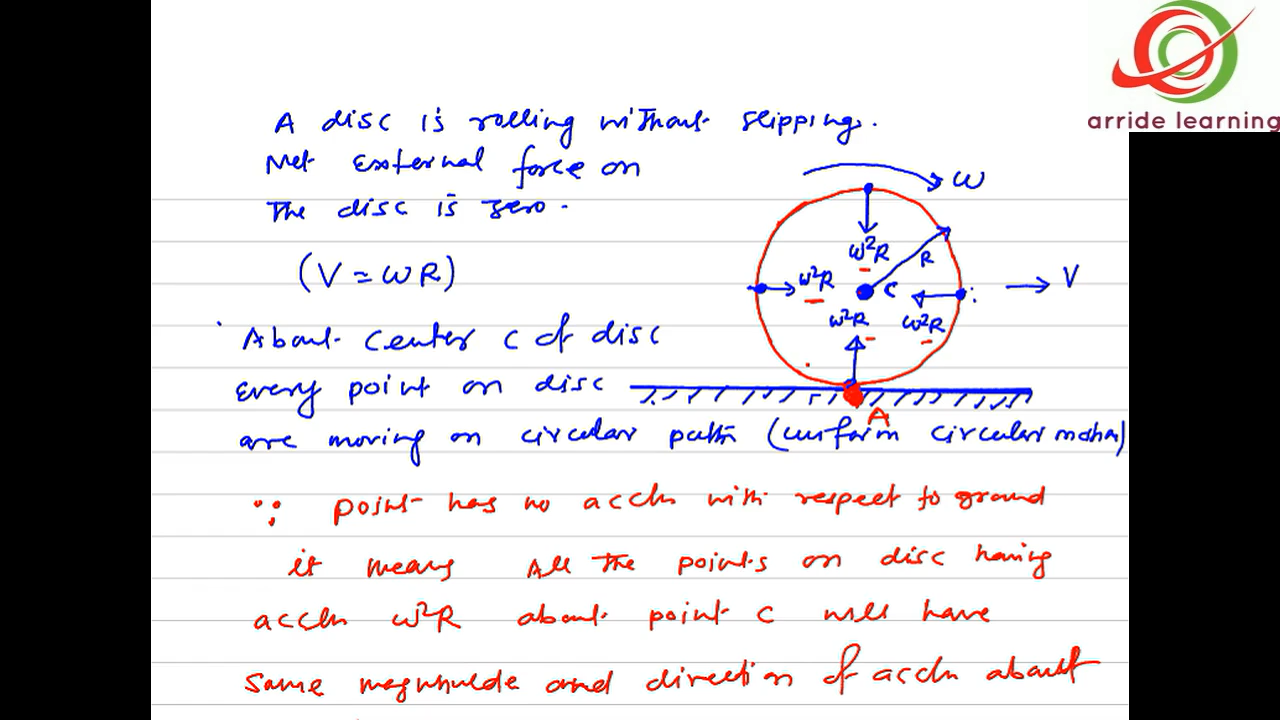 arride learning
A disc is rolling without slipping.
Net External force on
The disc is zero.
(V = ωR)
ω
ω²R
R
ω²R
C
V
ω²R
ω²R
A
About center C of disc
every point on disc
are moving on circular path (uniform circular motion)
∵ point has no accln with respect to ground
it means All the points on disc having
accln ω²R about point C will have
same magnitude and direction of accln about